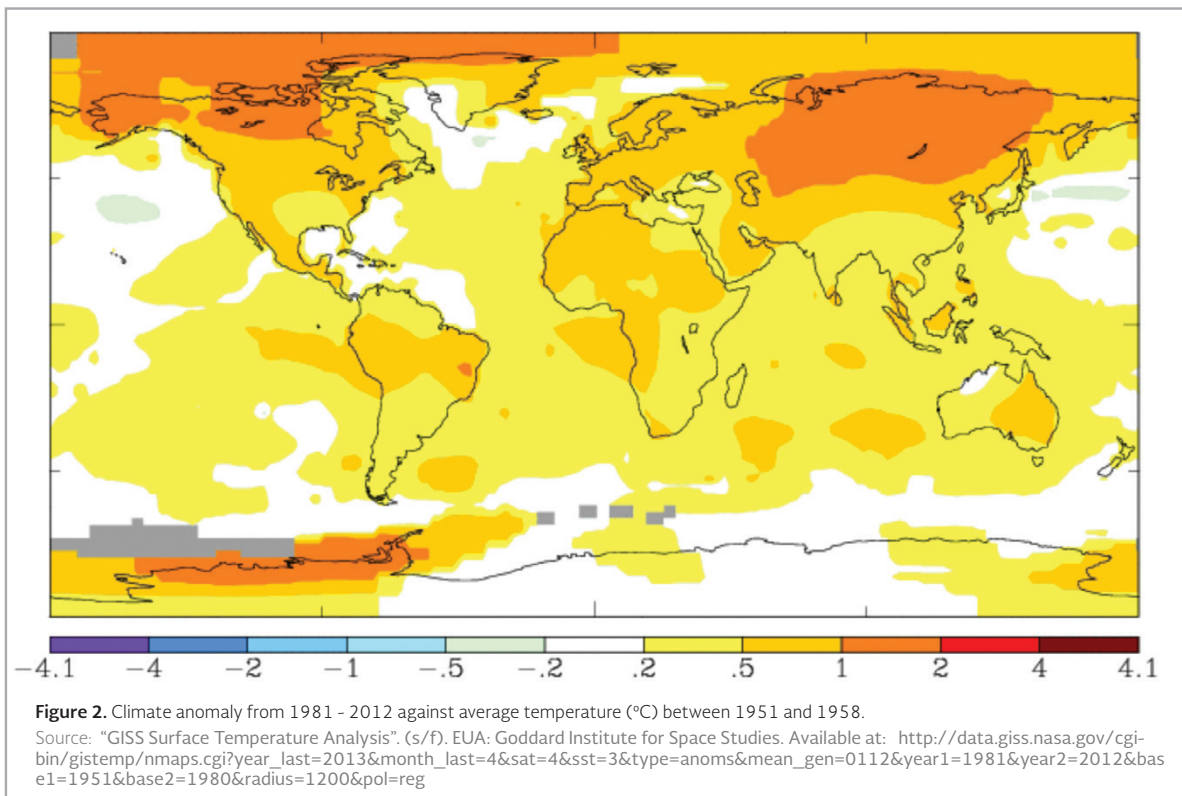 −4.1 −4 −2 −1 −.5 −.2 .2 .5 1 2 4 4.1
Figure 2. Climate anomaly from 1981 - 2012 against average temperature (ºC) between 1951 and 1958.
Source: “GISS Surface Temperature Analysis”. (s/f). EUA: Goddard Institute for Space Studies. Available at: http://data.giss.nasa.gov/cgi-
bin/gistemp/nmaps.cgi?year_last=2013&month_last=4&sat=4&sst=3&type=anoms&mean_gen=0112&year1=1981&year2=2012&bas
e1=1951&base2=1980&radius=1200&pol=reg